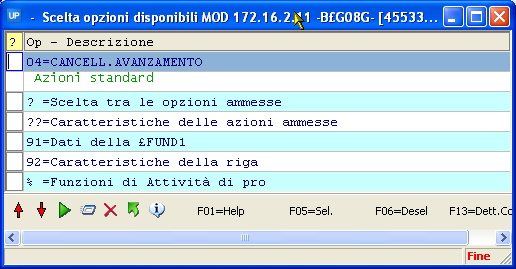 UP - Scelta opzioni disponibili MOD 172.16.2. 1 -B£G08G- [45533...
? Op - Descrizione
04=CANCELL.AVANZAMENTO
Azioni standard
? =Scelta tra le opzioni ammesse
??=Caratteristiche delle azioni ammesse
91=Dati della £FUND1
92=Caratteristiche della riga
% =Funzioni di Attività di pro
F01=Help F05=Sel. F06=Desel F13=Dett.Co
Fine